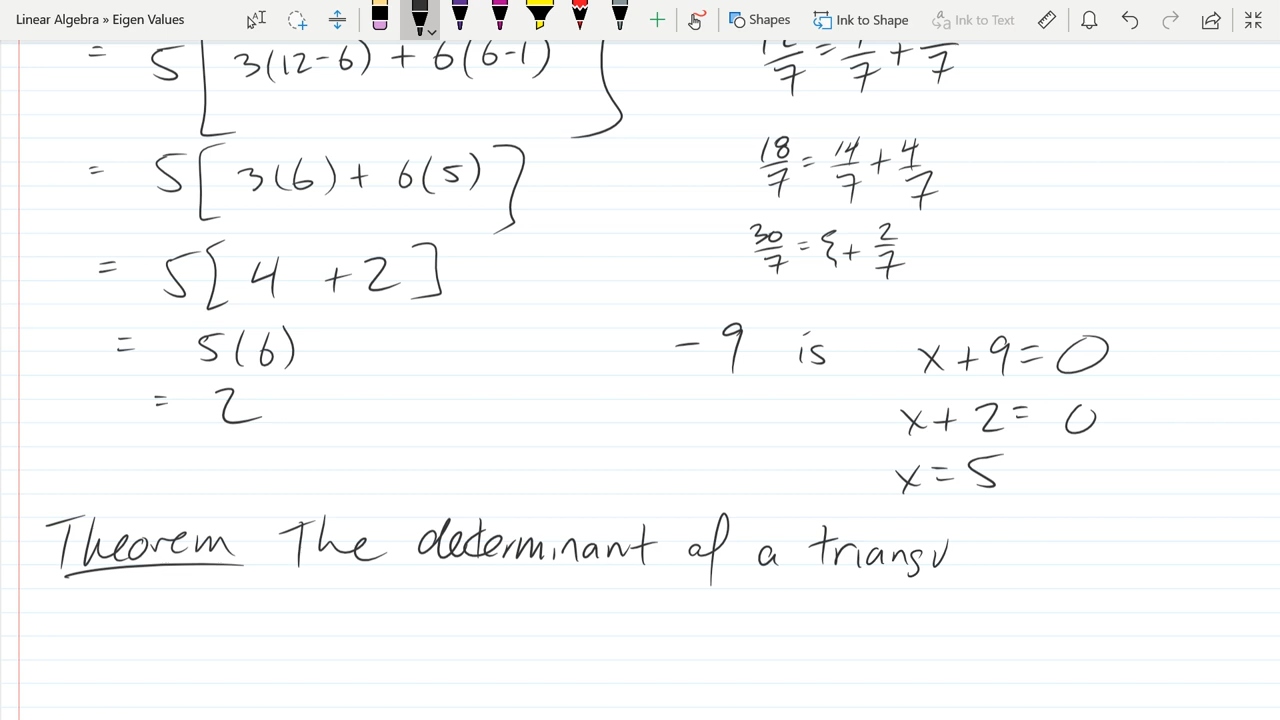 Linear Algebra » Eigen Values
Shapes
Ink to Shape
Ink to Text
= 5[ 3(12-6) + 6(6-1) ]
= 5[ 3(6) + 6(5) ]
= 5[ 4 + 2 ]
= 5(6)
= 2
18/7 = 14/7 + 4/7
30/7 = { + 2/7
-9 is x + 9 = 0
x + 2 = 0
x = 5
Theorem The determinant of a triangu